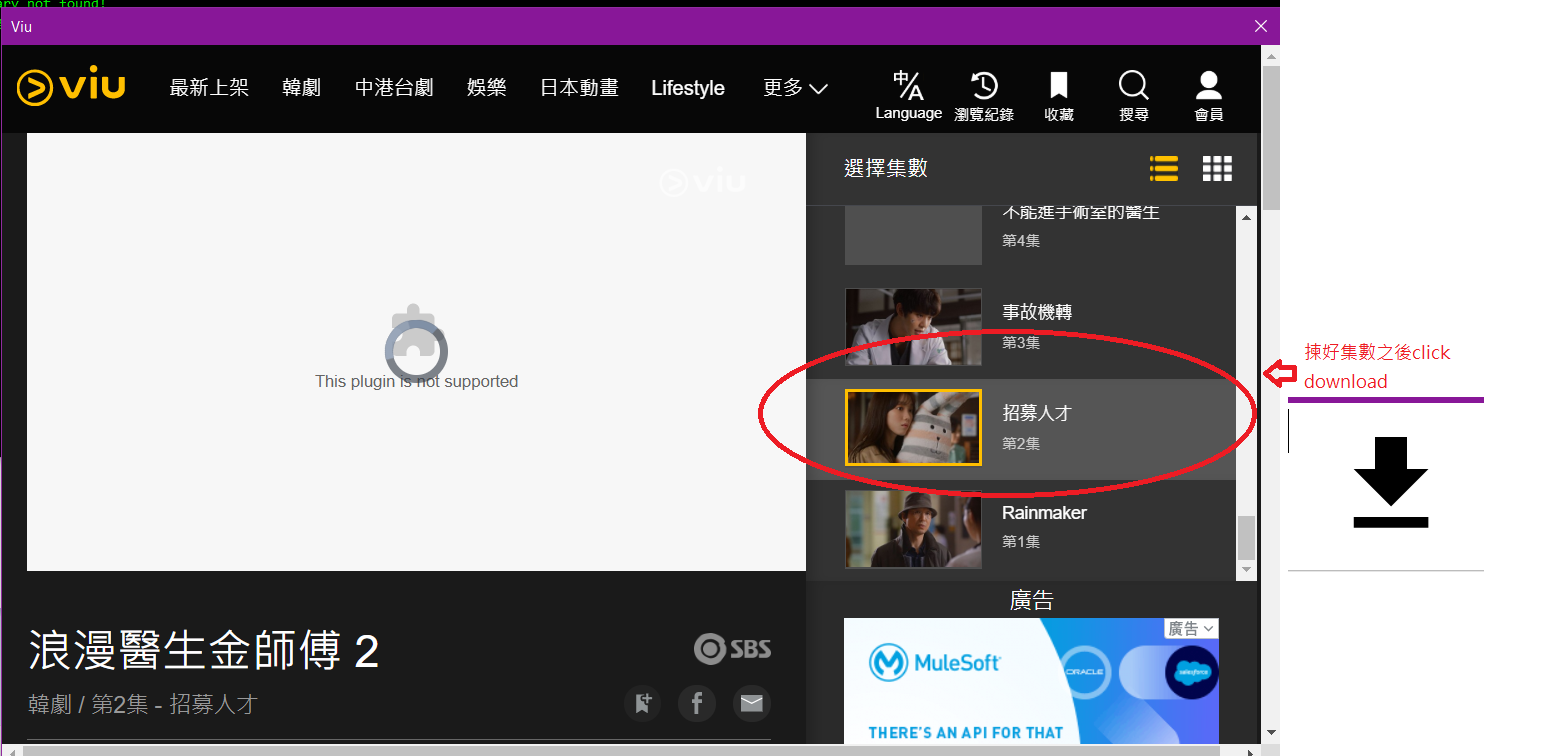 ary not found!
Viu
viu
最新上架 韓劇 中港台劇 娛樂 日本動畫 Lifestyle 更多
中/A
Language 瀏覽紀錄 收藏 搜尋 會員
viu
This plugin is not supported
選擇集數
不能進手術室的醫生
第4集
事故機轉
第3集
招募人才
第2集
Rainmaker
第1集
揀好集數之後click
download
廣告
廣告
MuleSoft
ORACLE
salesforce
THERE'S AN API FOR THAT
浪漫醫生金師傅 2
SBS
韓劇 / 第2集 - 招募人才